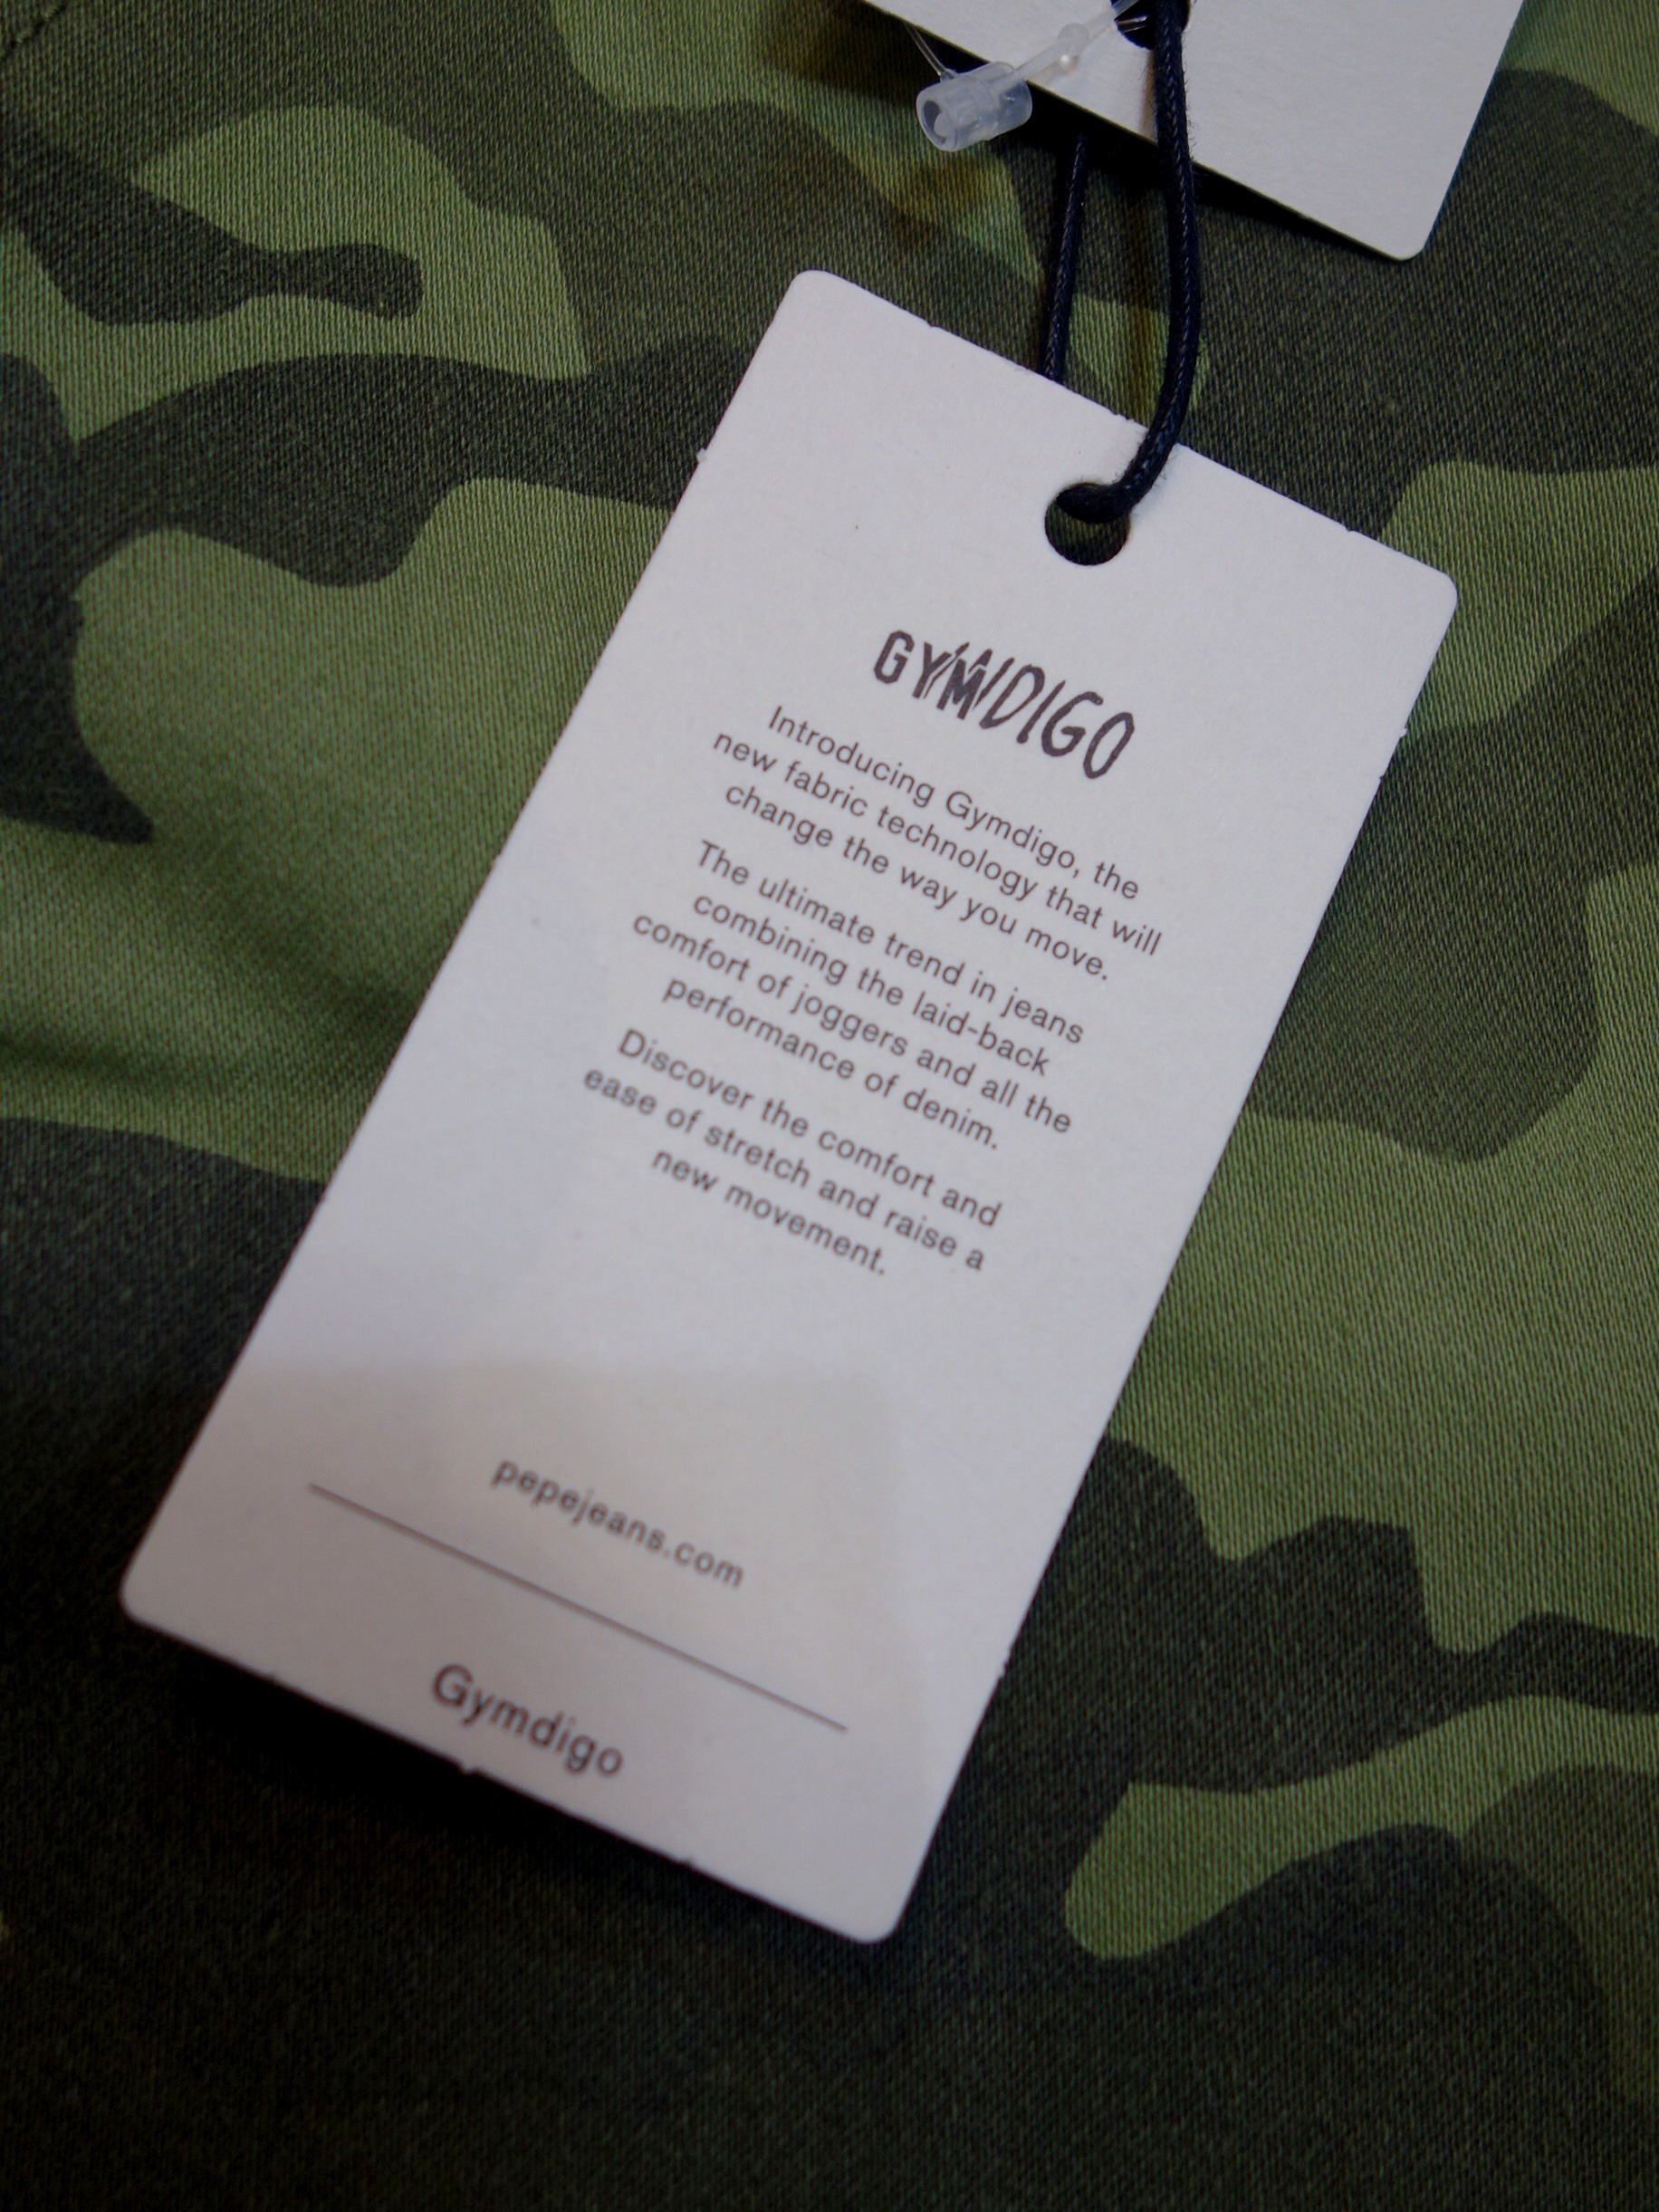 GYMDIGO
Introducing Gymdigo, the
new fabric technology that will
change the way you move.
The ultimate trend in jeans
combining the laid-back
comfort of joggers and all the
performance of denim.
Discover the comfort and
ease of stretch and raise a
new movement.
pepejeans.com
Gymdigo